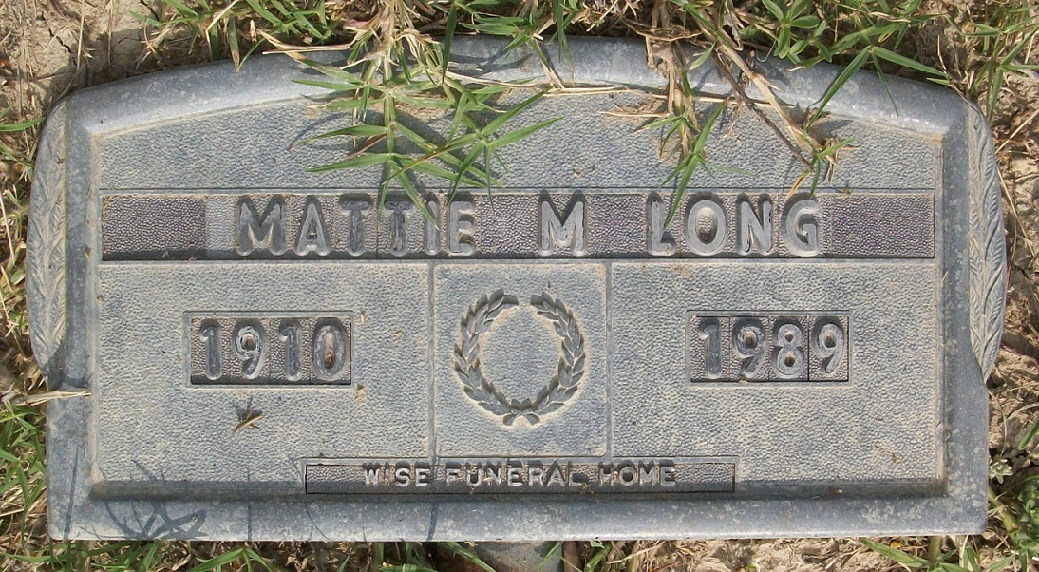 MATTIE M LONG
1910 1989
WISE FUNERAL HOME